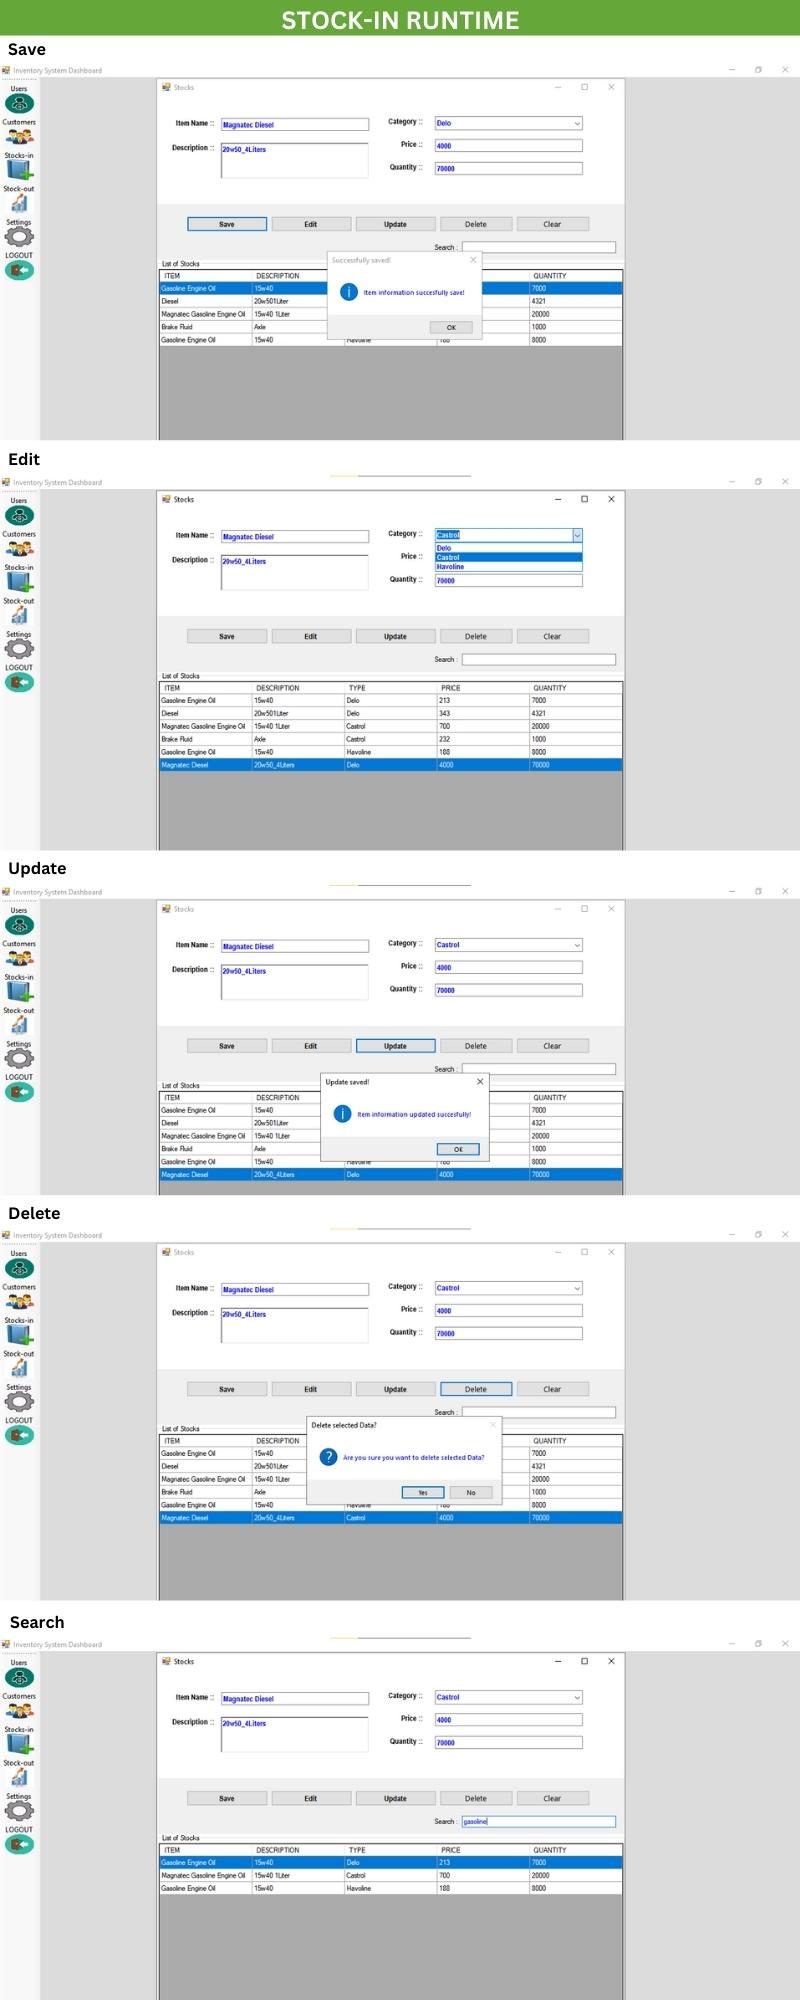 STOCK-IN RUNTIME
Save
Inventory System Dashboard
Stocks
Users
Customers
Stocks-in
Stock-out
Settings
LOGOUT
Item Name :: Magnatec Diesel
Category :: Delo
Description :: 20w50_4Liters
Price :: 4000
Quantity :: 70000
Save Edit Update Delete Clear
Search :
List of Stocks
ITEM DESCRIPTION QUANTITY
Gasoline Engine Oil 15w40 7000
Diesel 20w501Liter 4321
Magnatec Gasoline Engine Oil 15w40 1Liter 20000
Brake Fluid Axle 1000
Gasoline Engine Oil 15w40 Havoline 188 8000
Successfully saved!
Item information succesfully save!
OK
Edit
Inventory System Dashboard
Stocks
Users
Customers
Stocks-in
Stock-out
Settings
LOGOUT
Item Name :: Magnatec Diesel
Category :: Castrol
Delo
Castrol
Havoline
Description :: 20w50_4Liters
Price ::
Quantity :: 70000
Save Edit Update Delete Clear
Search :
List of Stocks
ITEM DESCRIPTION TYPE PRICE QUANTITY
Gasoline Engine Oil 15w40 Delo 213 7000
Diesel 20w501Liter Delo 343 4321
Magnatec Gasoline Engine Oil 15w40 1Liter Castrol 700 20000
Brake Fluid Axle Castrol 232 1000
Gasoline Engine Oil 15w40 Havoline 188 8000
Magnatec Diesel 20w50_4Liters Delo 4000 70000
Update
Inventory System Dashboard
Stocks
Users
Customers
Stocks-in
Stock-out
Settings
LOGOUT
Item Name :: Magnatec Diesel
Category :: Castrol
Description :: 20w50_4Liters
Price :: 4000
Quantity :: 70000
Save Edit Update Delete Clear
Search :
List of Stocks
ITEM DESCRIPTION QUANTITY
Gasoline Engine Oil 15w40 7000
Diesel 20w501Liter 4321
Magnatec Gasoline Engine Oil 15w40 1Liter 20000
Brake Fluid Axle 1000
Gasoline Engine Oil 15w40 Havoline 188 8000
Magnatec Diesel 20w50_4Liters Delo 4000 70000
Update saved!
Item information updated succesfully!
OK
Delete
Inventory System Dashboard
Stocks
Users
Customers
Stocks-in
Stock-out
Settings
LOGOUT
Item Name :: Magnatec Diesel
Category :: Castrol
Description :: 20w50_4Liters
Price :: 4000
Quantity :: 70000
Save Edit Update Delete Clear
Search :
List of Stocks
ITEM DESCRIPTION QUANTITY
Gasoline Engine Oil 15w40 7000
Diesel 20w501Liter 4321
Magnatec Gasoline Engine Oil 15w40 1Liter 20000
Brake Fluid Axle 1000
Gasoline Engine Oil 15w40 Havoline 188 8000
Magnatec Diesel 20w50_4Liters Castrol 4000 70000
Delete selected Data?
Are you sure you want to delete selected Data?
Yes No
Search
Inventory System Dashboard
Stocks
Users
Customers
Stocks-in
Stock-out
Settings
LOGOUT
Item Name :: Magnatec Diesel
Category :: Castrol
Description :: 20w50_4Liters
Price :: 4000
Quantity :: 70000
Save Edit Update Delete Clear
Search : gasoline
List of Stocks
ITEM DESCRIPTION TYPE PRICE QUANTITY
Gasoline Engine Oil 15w40 Delo 213 7000
Magnatec Gasoline Engine Oil 15w40 1Liter Castrol 700 20000
Gasoline Engine Oil 15w40 Havoline 188 8000